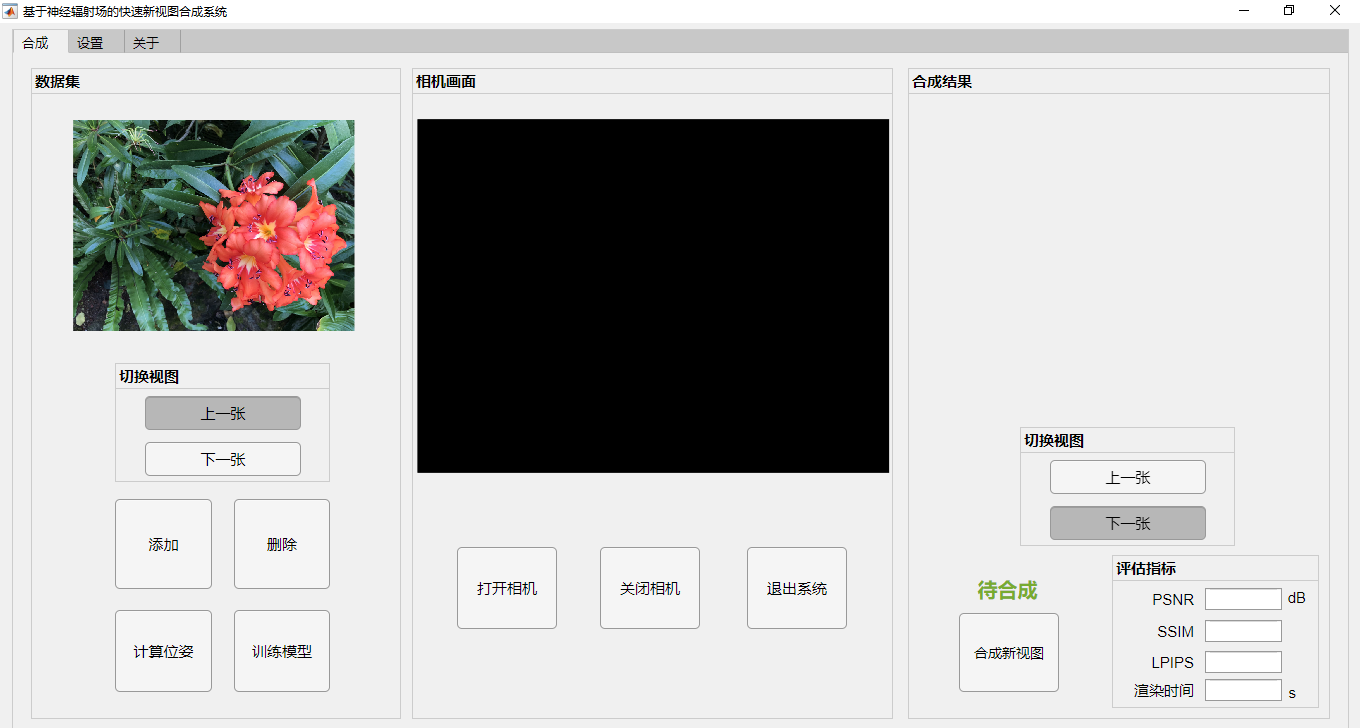 基于神经辐射场的快速新视图合成系统
合成 设置 关于
数据集
切换视图
上一张
下一张
添加 删除
计算位姿 训练模型
相机画面
打开相机 关闭相机 退出系统
合成结果
切换视图
上一张
下一张
待合成
合成新视图
评估指标
PSNR dB
SSIM
LPIPS
渲染时间 s